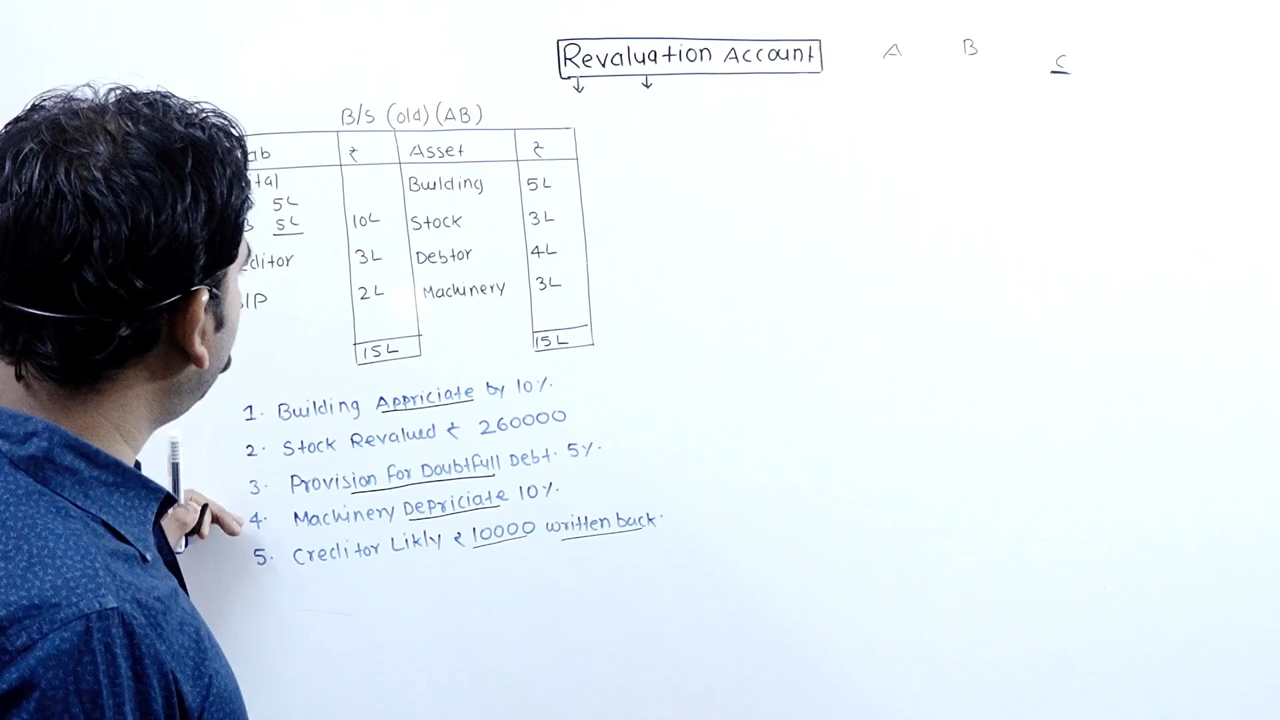 Revaluation Account A B C
B/S (old) (AB)
ab ₹ Asset ₹
tal Building 5L
5L
5L 10L Stock 3L
ditor 3L Debtor 4L
B/P 2L Machinery 3L
15L 15L
1. Building Appriciate by 10%.
2. Stock Revalued ₹ 260000
3. Provision for Doubtfull Debt. 5%.
4. Machinery Depriciate 10%.
5. Creditor Likly ₹ 10000 written back.